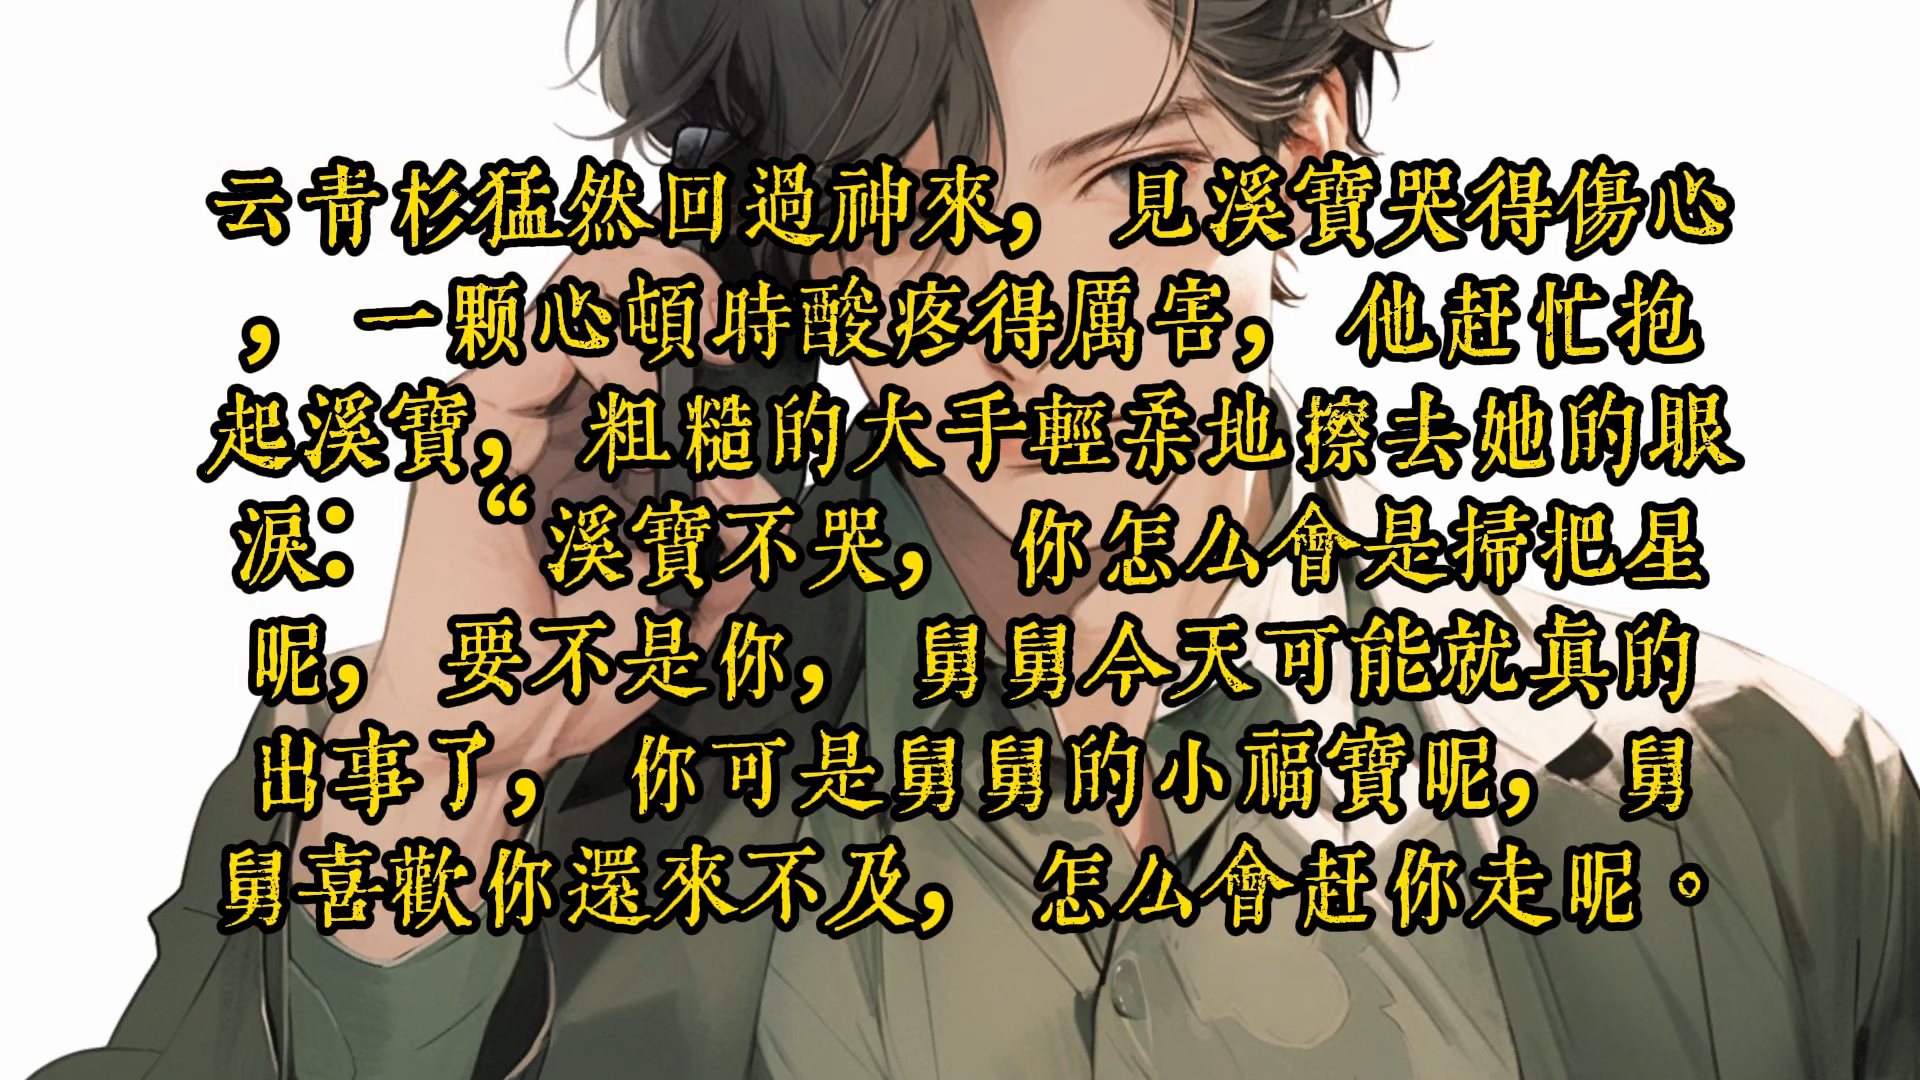 云青杉猛然回過神來，見溪寶哭得傷心
，一颗心頓時酸疼得厲害，他赶忙抱
起溪寶，粗糙的大手輕柔地擦去她的眼
淚：“溪寶不哭，你怎么會是掃把星
呢，要不是你，舅舅今天可能就真的
出事了，你可是舅舅的小福寶呢，舅
舅喜歡你還來不及，怎么會赶你走呢。